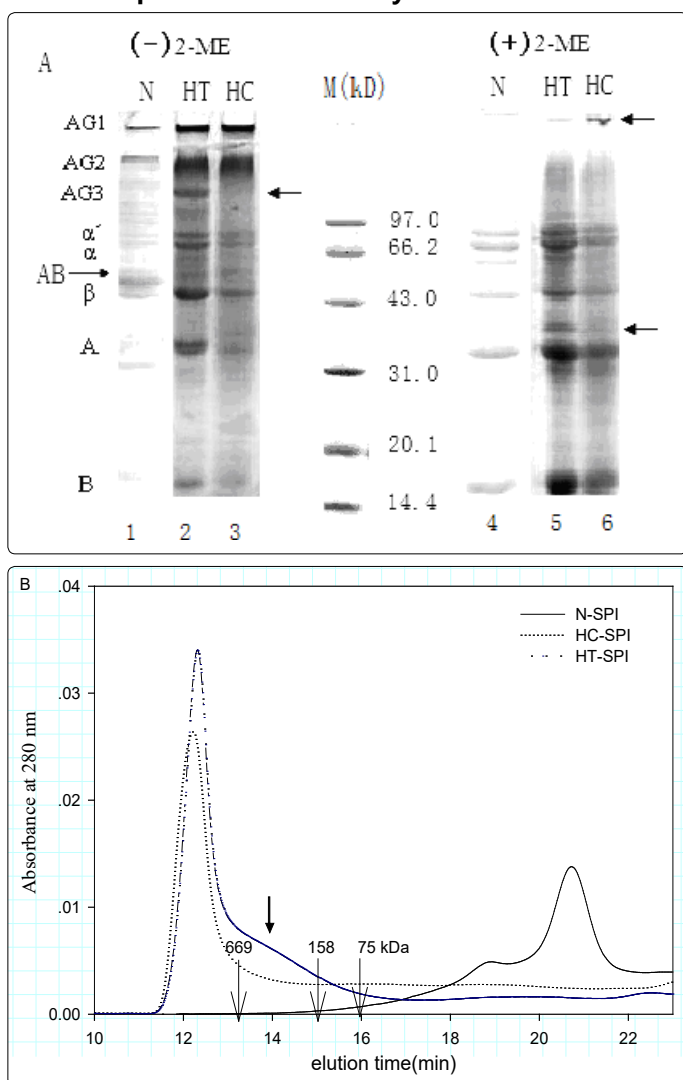 (-) 2-ME
(+) 2-ME
A
N HT HC
M(kD)
N HT HC
AG1
AG2
AG3
α´
α
AB
β
A
B
97.0
66.2
43.0
31.0
20.1
14.4
1 2 3
4 5 6
B
.04
.03
.02
.01
0.00
Absorbance at 280 nm
N-SPI
HC-SPI
HT-SPI
669
158
75 kDa
10 12 14 16 18 20 22
elution time(min)